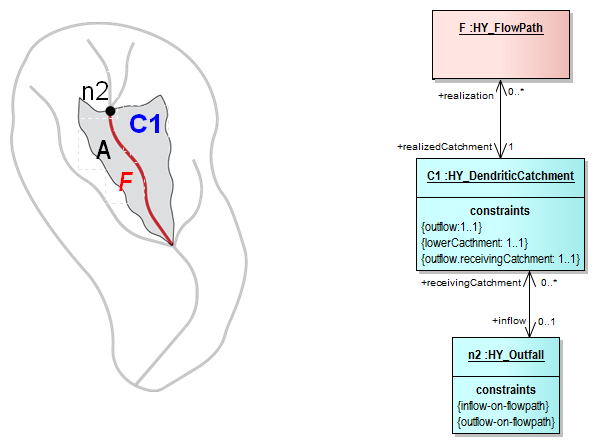 n2
C1
A
F
F :HY_FlowPath
+realization 0..*
+realizedCatchment 1
C1 :HY_DendriticCatchment
constraints
{outflow:1..1}
{lowerCacthment: 1..1}
{outflow.receivingCatchment: 1..1}
+receivingCatchment 0..*
+inflow 0..1
n2 :HY_Outfall
constraints
{inflow-on-flowpath}
{outflow-on-flowpath}